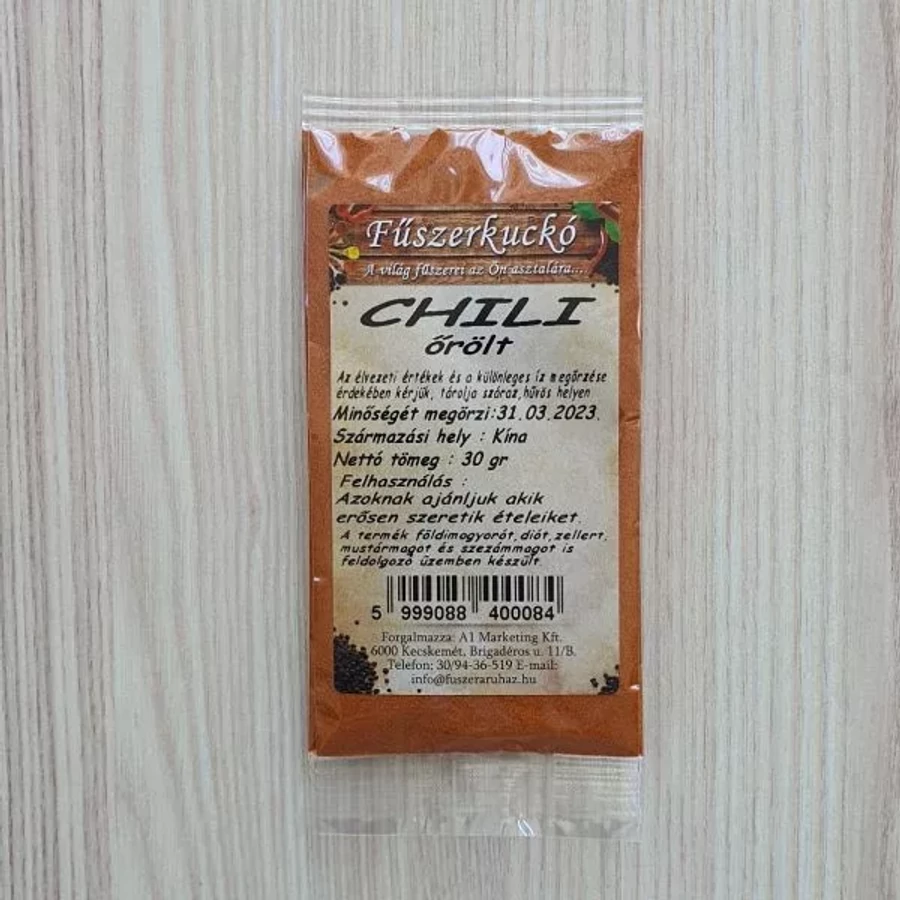 Fűszerkuckó
A világ fűszerei az Ön asztalára...
CHILI
őrölt
Az élvezeti értékek és a különleges íz megőrzése
érdekében kérjük, tárolja száraz,hűvös helyen
Minőségét megőrzi:31.03.2023.
Származási hely : Kína
Nettó tömeg : 30 gr
Felhasználás :
Azoknak ajánljuk akik
erősen szeretik ételeiket.
A termék földimogyorót,diót,zellert,
mustármagot és szezámmagot is
feldolgozó üzemben készült.
5 999088 400084
Forgalmazza: A1 Marketing Kft.
6000 Kecskemét, Brigadéros u. 11/B.
Telefon: 30/94-36-519 E-mail:
info@fuszeraruhaz.hu